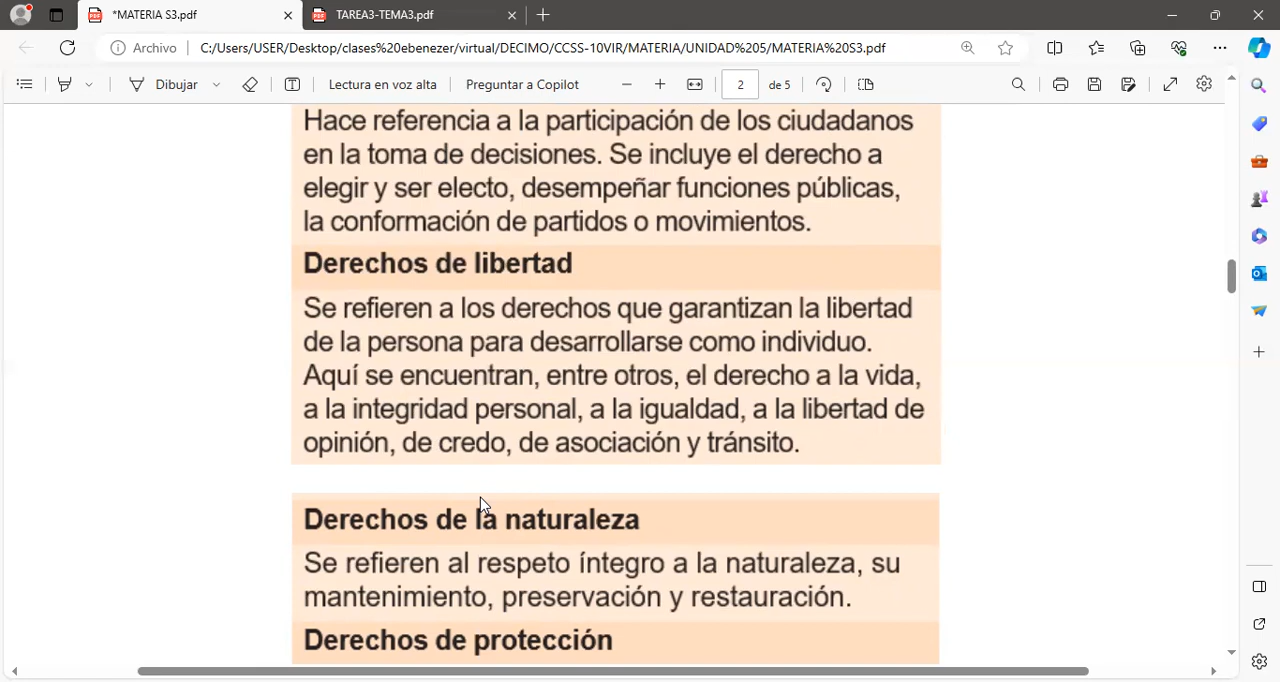 *MATERIA S3.pdf
TAREA3-TEMA3.pdf
Archivo
C:/Users/USER/Desktop/clases%20ebenezer/virtual/DECIMO/CCSS-10VIR/MATERIA/UNIDAD%205/MATERIA%20S3.pdf
Dibujar
Lectura en voz alta
Preguntar a Copilot
2
de 5
Hace referencia a la participación de los ciudadanos
en la toma de decisiones. Se incluye el derecho a
elegir y ser electo, desempeñar funciones públicas,
la conformación de partidos o movimientos.
Derechos de libertad
Se refieren a los derechos que garantizan la libertad
de la persona para desarrollarse como individuo.
Aquí se encuentran, entre otros, el derecho a la vida,
a la integridad personal, a la igualdad, a la libertad de
opinión, de credo, de asociación y tránsito.
Derechos de la naturaleza
Se refieren al respeto íntegro a la naturaleza, su
mantenimiento, preservación y restauración.
Derechos de protección